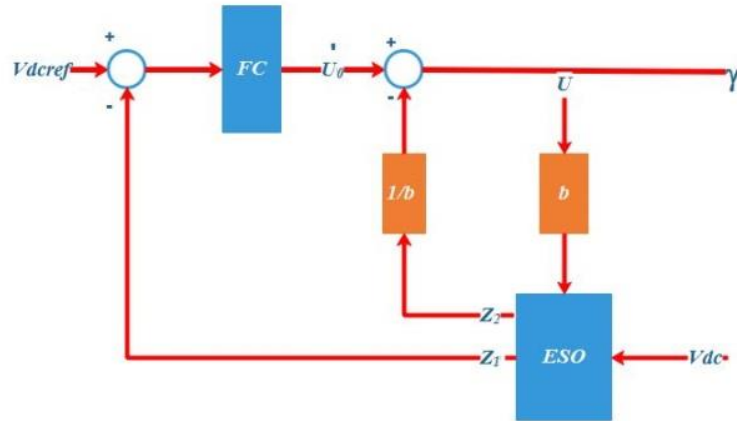 + +
Vdcref FC U₀' γ
- - U
1/b b
Z₂
Z₁ ESO Vdc